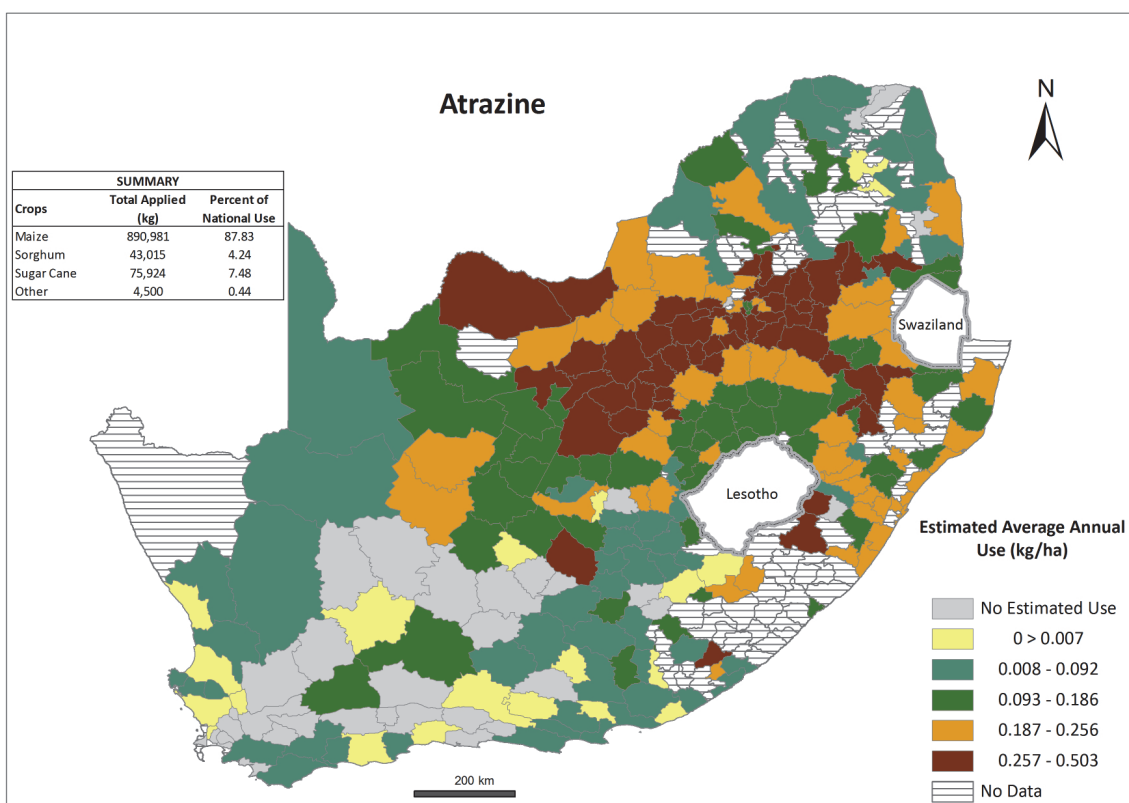 Atrazine
N
SUMMARY
Crops Total Applied (kg) Percent of National Use
Maize 890,981 87.83
Sorghum 43,015 4.24
Sugar Cane 75,924 7.48
Other 4,500 0.44
Swaziland
Lesotho
Estimated Average Annual
Use (kg/ha)
No Estimated Use
0 > 0.007
0.008 - 0.092
0.093 - 0.186
0.187 - 0.256
0.257 - 0.503
No Data
200 km